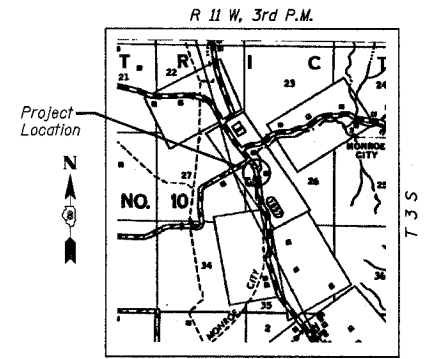 R 11 W, 3rd P.M.
T R I C T
21 22 23 24
Project
Location
MONROE
CITY
N
27 26 25
NO. 10
T 3 S
34 35 36
MONROE CITY
2